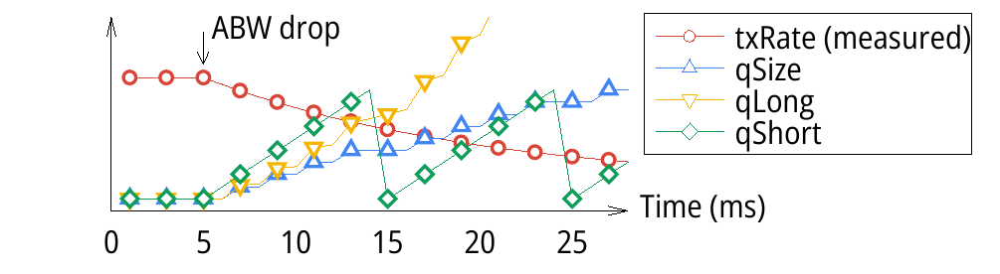 ABW drop
txRate (measured)
qSize
qLong
qShort
Time (ms)
0 5 10 15 20 25